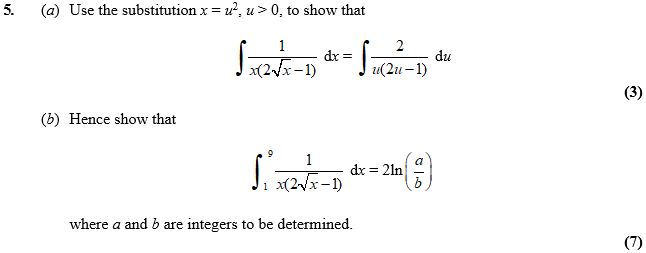 5. (a) Use the substitution x = u², u > 0, to show that
∫ 1/(x(2√x − 1)) dx = ∫ 2/(u(2u − 1)) du
(3)
(b) Hence show that
∫₁⁹ 1/(x(2√x − 1)) dx = 2ln(a/b)
where a and b are integers to be determined.
(7)